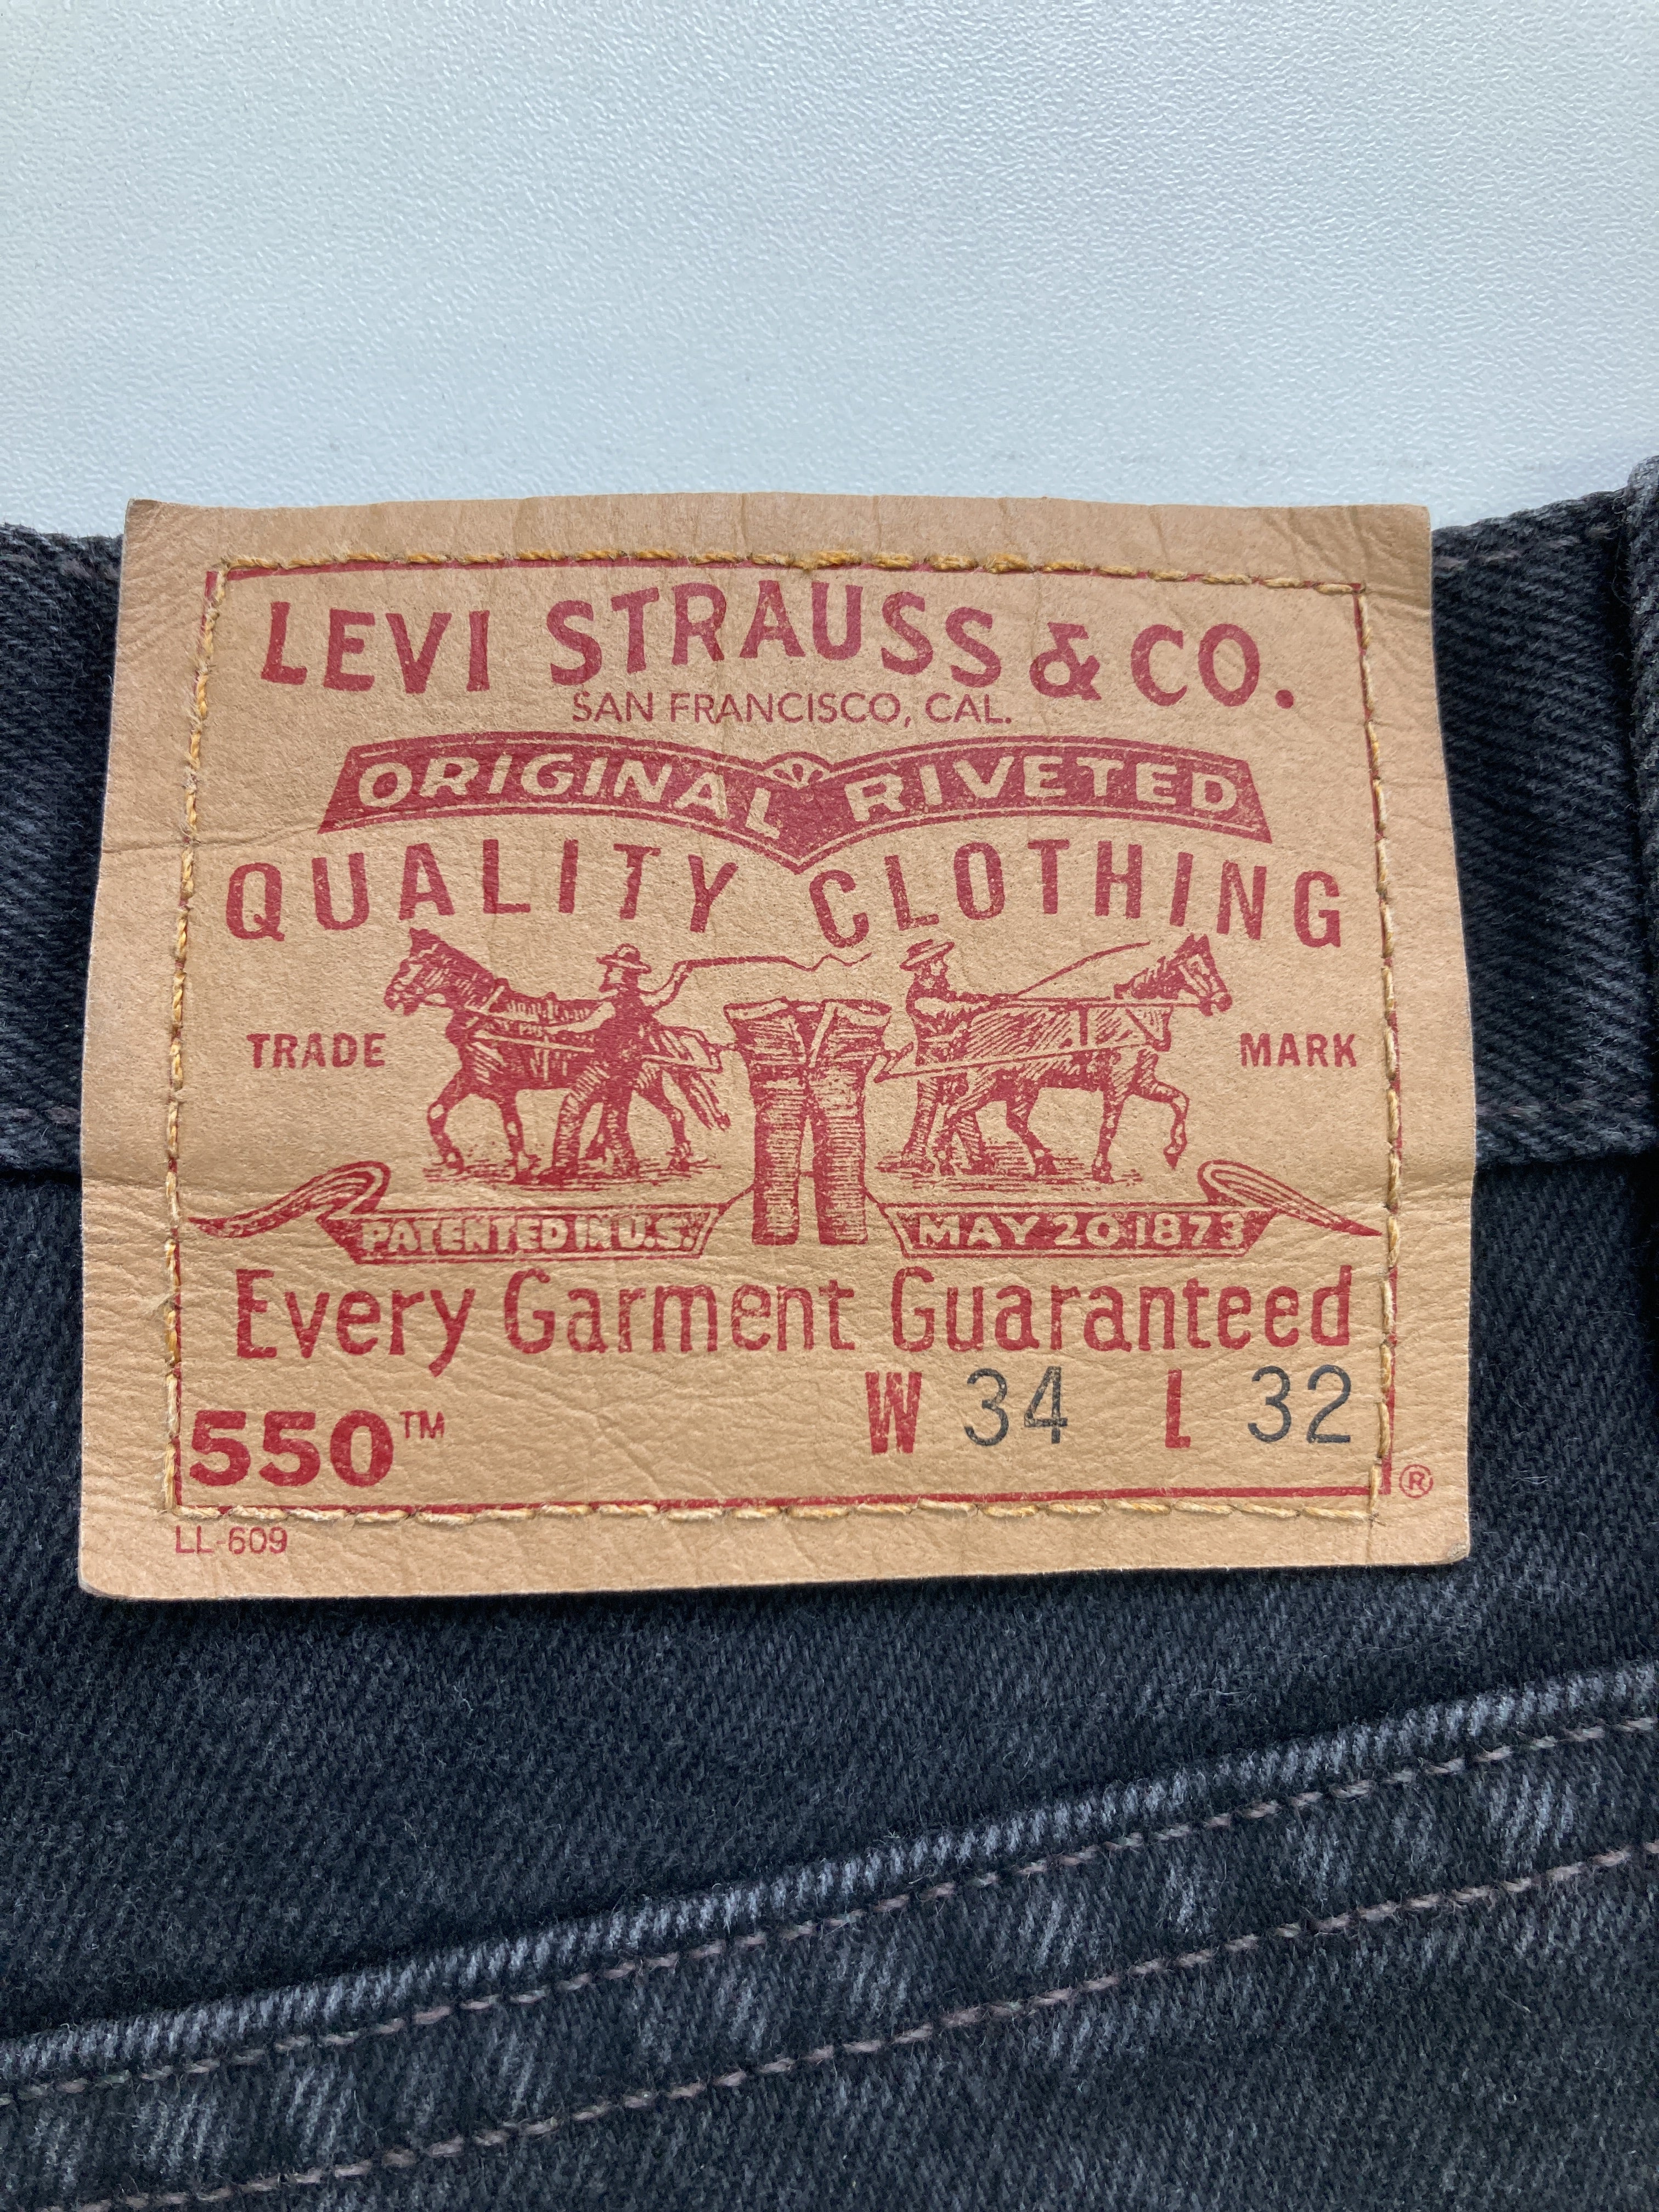 LEVI STRAUSS & CO.
SAN FRANCISCO, CAL.
ORIGINAL RIVETED
QUALITY CLOTHING
TRADE MARK
PATENTED IN U.S. MAY 20 1873
Every Garment Guaranteed
W 34 L 32
550™
®
LL-609